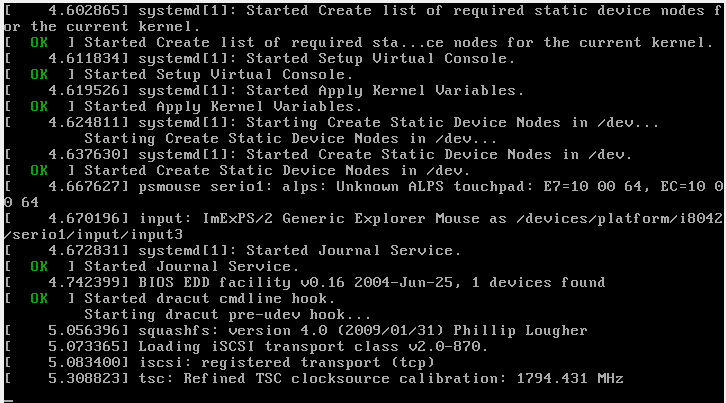 [    4.602865] systemd[1]: Started Create list of required static device nodes f
or the current kernel.
[  OK  ] Started Create list of required sta...ce nodes for the current kernel.
[    4.611834] systemd[1]: Started Setup Virtual Console.
[  OK  ] Started Setup Virtual Console.
[    4.619526] systemd[1]: Started Apply Kernel Variables.
[  OK  ] Started Apply Kernel Variables.
[    4.624811] systemd[1]: Starting Create Static Device Nodes in /dev...
         Starting Create Static Device Nodes in /dev...
[    4.637630] systemd[1]: Started Create Static Device Nodes in /dev.
[  OK  ] Started Create Static Device Nodes in /dev.
[    4.667627] psmouse serio1: alps: Unknown ALPS touchpad: E7=10 00 64, EC=10 0
0 64
[    4.670196] input: ImExPS/2 Generic Explorer Mouse as /devices/platform/i8042
/serio1/input/input3
[    4.672831] systemd[1]: Started Journal Service.
[  OK  ] Started Journal Service.
[    4.742399] BIOS EDD facility v0.16 2004-Jun-25, 1 devices found
[  OK  ] Started dracut cmdline hook.
         Starting dracut pre-udev hook...
[    5.056396] squashfs: version 4.0 (2009/01/31) Phillip Lougher
[    5.073365] Loading iSCSI transport class v2.0-870.
[    5.083400] iscsi: registered transport (tcp)
[    5.308823] tsc: Refined TSC clocksource calibration: 1794.431 MHz